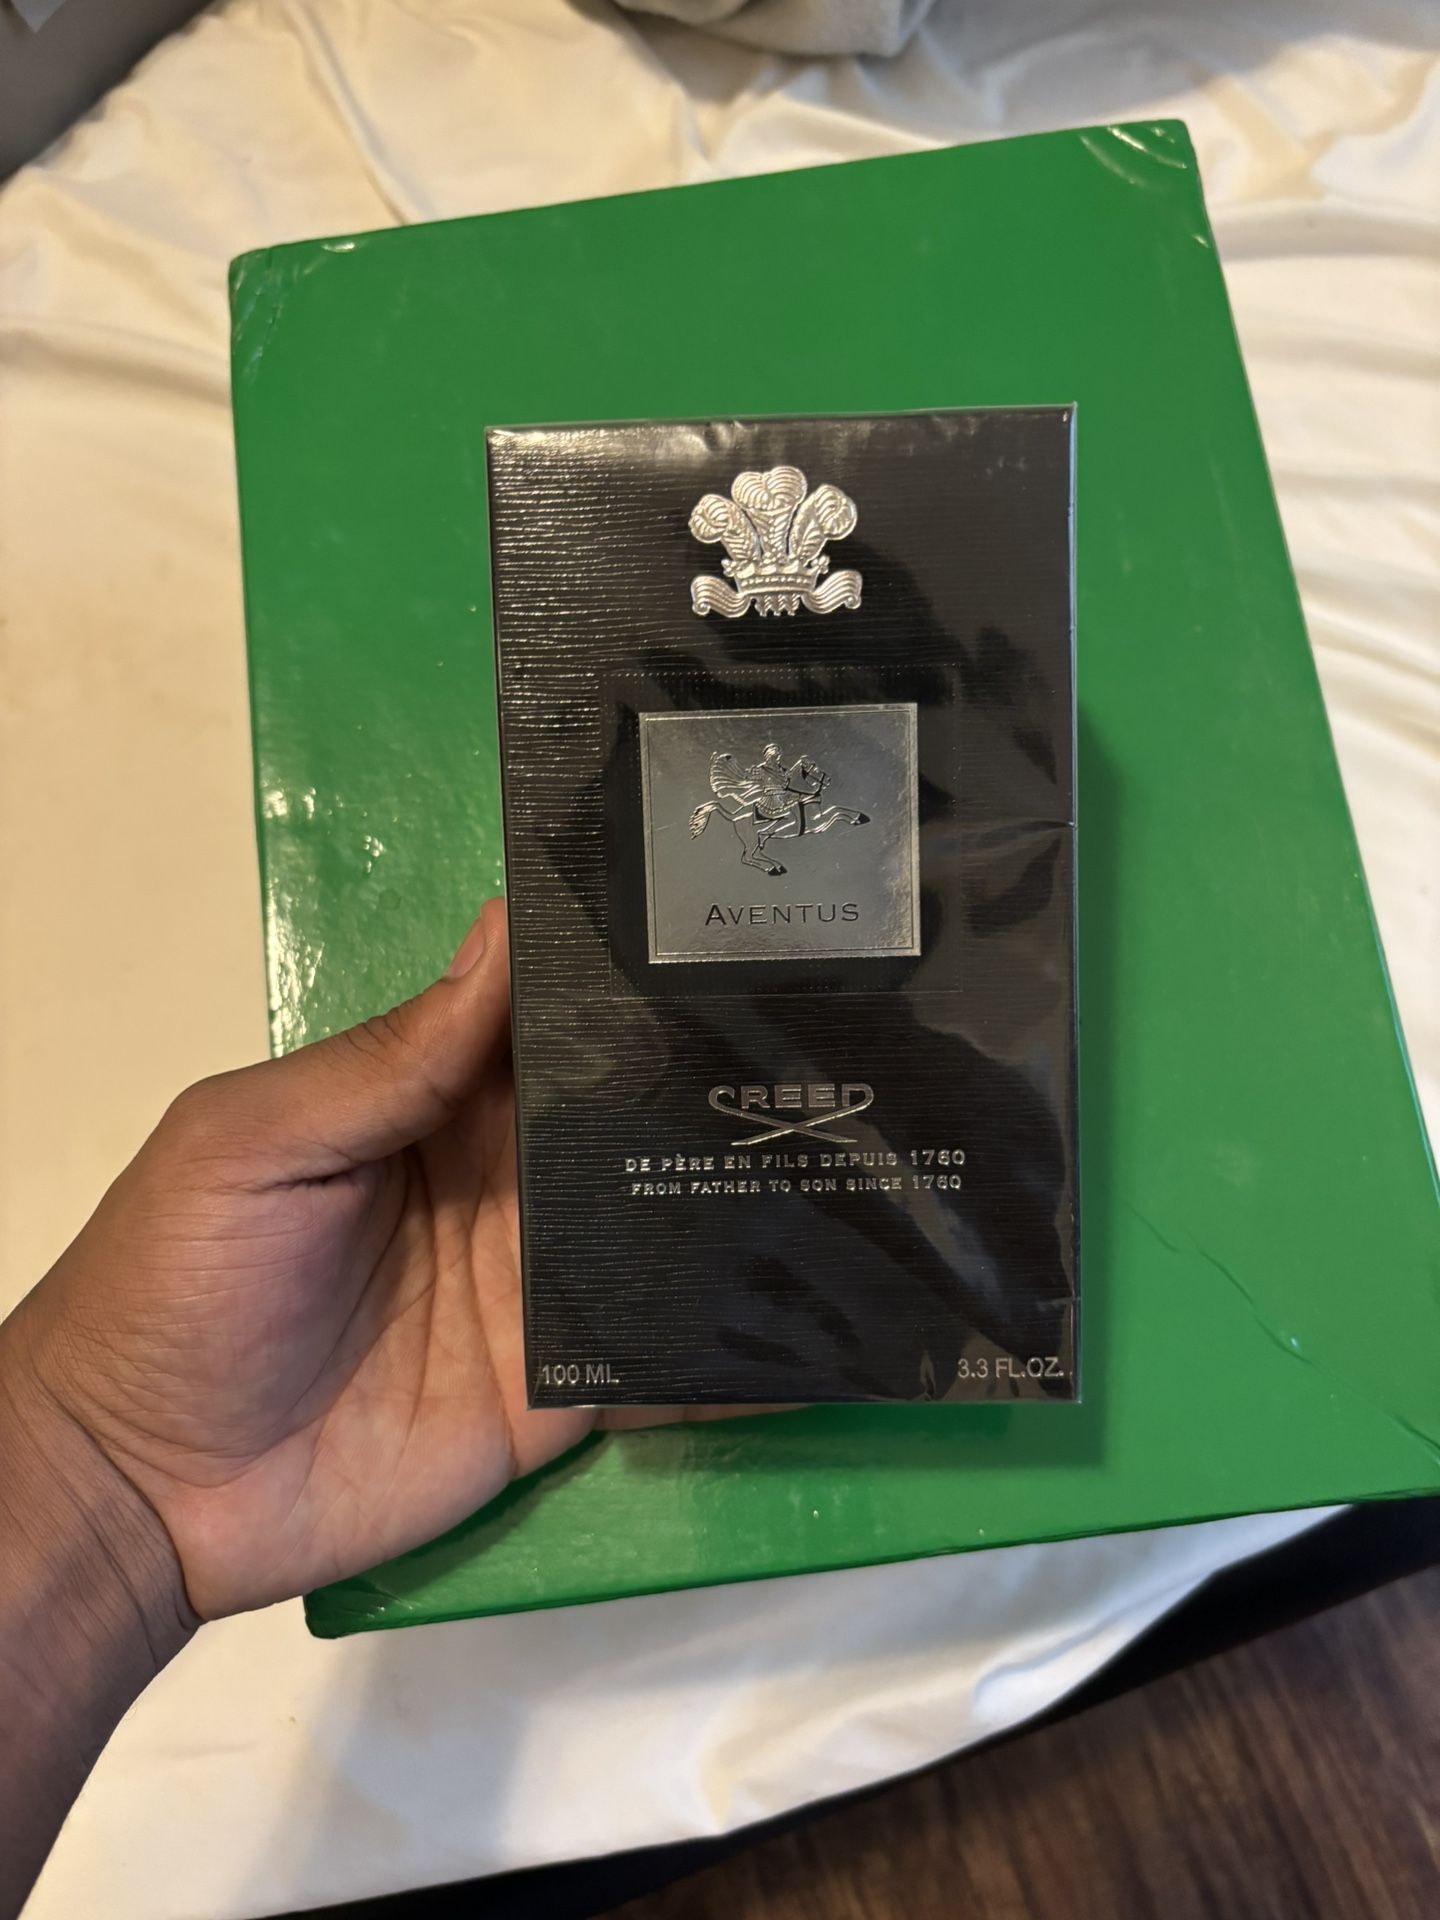 AVENTUS
CREED
DE PÈRE EN FILS DEPUIS 1760
FROM FATHER TO SON SINCE 1760
100 ML
3.3 FL.OZ.